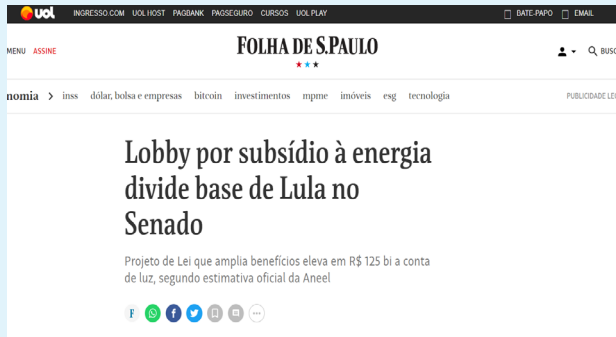 uol INGRESSO.COM UOL HOST PAGBANK PAGSEGURO CURSOS UOL PLAY BATE-PAPO EMAIL
MENU ASSINE FOLHA DE S.PAULO BUSC
nomia > inss dólar, bolsa e empresas bitcoin investimentos mpme imóveis esg tecnologia PUBLICIDADE LEG
Lobby por subsídio à energia
divide base de Lula no
Senado
Projeto de Lei que amplia benefícios eleva em R$ 125 bi a conta
de luz, segundo estimativa oficial da Aneel
F